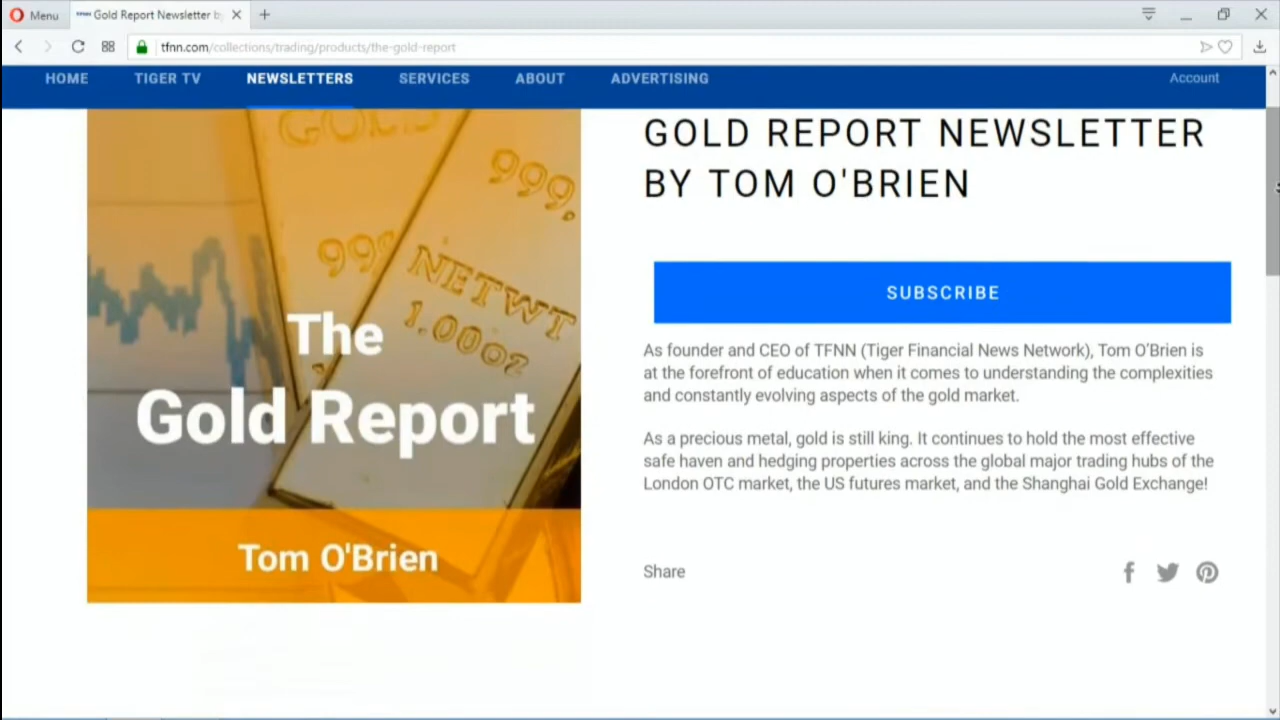 Menu
Gold Report Newsletter b
tfnn.com/collections/trading/products/the-gold-report
HOME TIGER TV NEWSLETTERS SERVICES ABOUT ADVERTISING Account
GOLD
999.
999
NETWT
1.00oz
The
Gold Report
Tom O'Brien
GOLD REPORT NEWSLETTER
BY TOM O'BRIEN
SUBSCRIBE
As founder and CEO of TFNN (Tiger Financial News Network), Tom O'Brien is
at the forefront of education when it comes to understanding the complexities
and constantly evolving aspects of the gold market.
As a precious metal, gold is still king. It continues to hold the most effective
safe haven and hedging properties across the global major trading hubs of the
London OTC market, the US futures market, and the Shanghai Gold Exchange!
Share